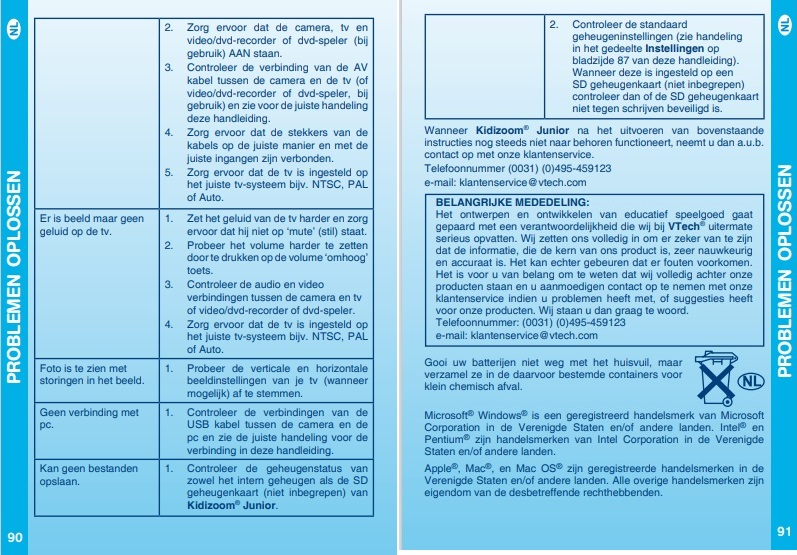 NL
PROBLEMEN OPLOSSEN
2. Zorg ervoor dat de camera, tv en
video/dvd-recorder of dvd-speler (bij
gebruik) AAN staan.
3. Controleer de verbinding van de AV
kabel tussen de camera en de tv (of
video/dvd-recorder of dvd-speler, bij
gebruik) en zie voor de juiste handeling
deze handleiding.
4. Zorg ervoor dat de stekkers van de
kabels op de juiste manier en met de
juiste ingangen zijn verbonden.
5. Zorg ervoor dat de tv is ingesteld op
het juiste tv-systeem bijv. NTSC, PAL
of Auto.
Er is beeld maar geen
geluid op de tv.
1. Zet het geluid van de tv harder en zorg
ervoor dat hij niet op ‘mute’ (stil) staat.
2. Probeer het volume harder te zetten
door te drukken op de volume ‘omhoog’
toets.
3. Controleer de audio en video
verbindingen tussen de camera en tv
of video/dvd-recorder of dvd-speler.
4. Zorg ervoor dat de tv is ingesteld op
het juiste tv-systeem bijv. NTSC, PAL
of Auto.
Foto is te zien met
storingen in het beeld.
1. Probeer de verticale en horizontale
beeldinstellingen van je tv (wanneer
mogelijk) af te stemmen.
Geen verbinding met
pc.
1. Controleer de verbindingen van de
USB kabel tussen de camera en de
pc en zie de juiste handeling voor de
verbinding in deze handleiding.
Kan geen bestanden
opslaan.
1. Controleer de geheugenstatus van
zowel het intern geheugen als de SD
geheugenkaart (niet inbegrepen) van
Kidizoom® Junior.
90
2. Controleer de standaard
geheugeninstellingen (zie handeling
in het gedeelte Instellingen op
bladzijde 87 van deze handleiding).
Wanneer deze is ingesteld op een
SD geheugenkaart (niet inbegrepen)
controleer dan of de SD geheugenkaart
niet tegen schrijven beveiligd is.
Wanneer Kidizoom® Junior na het uitvoeren van bovenstaande
instructies nog steeds niet naar behoren functioneert, neemt u dan a.u.b.
contact op met onze klantenservice.
Telefoonnummer (0031) (0)495-459123
e-mail: klantenservice@vtech.com
BELANGRIJKE MEDEDELING:
Het ontwerpen en ontwikkelen van educatief speelgoed gaat
gepaard met een verantwoordelijkheid die wij bij VTech® uitermate
serieus opvatten. Wij zetten ons volledig in om er zeker van te zijn
dat de informatie, die de kern van ons product is, zeer nauwkeurig
en accuraat is. Het kan echter gebeuren dat er fouten voorkomen.
Het is voor u van belang om te weten dat wij volledig achter onze
producten staan en u aanmoedigen contact op te nemen met onze
klantenservice indien u problemen heeft met, of suggesties heeft
voor onze producten. Wij staan u dan graag te woord.
Telefoonnummer: (0031) (0)495-459123
e-mail: klantenservice@vtech.com
Gooi uw batterijen niet weg met het huisvuil, maar
verzamel ze in de daarvoor bestemde containers voor
klein chemisch afval.
NL
Microsoft® Windows® is een geregistreerd handelsmerk van Microsoft
Corporation in de Verenigde Staten en/of andere landen. Intel® en
Pentium® zijn handelsmerken van Intel Corporation in de Verenigde
Staten en/of andere landen.
Apple®, Mac®, en Mac OS® zijn geregistreerde handelsmerken in de
Verenigde Staten en/of andere landen. Alle overige handelsmerken zijn
eigendom van de desbetreffende rechthebbenden.
NL
PROBLEMEN OPLOSSEN
91